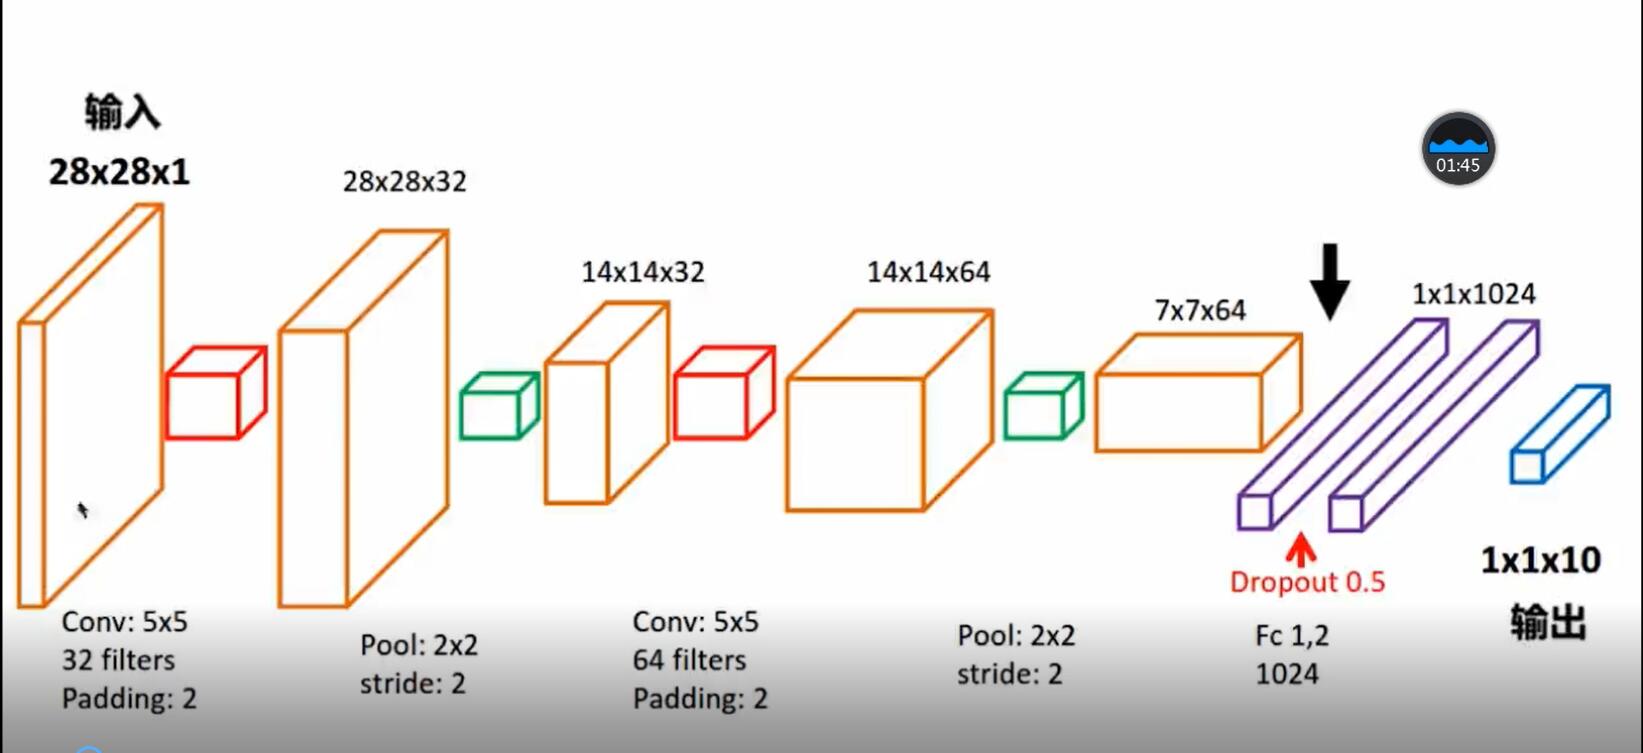 输入
28x28x1
28x28x32
14x14x32
14x14x64
7x7x64
1x1x1024
01:45
Dropout 0.5
1x1x10
输出
Conv: 5x5
32 filters
Padding: 2
Pool: 2x2
stride: 2
Conv: 5x5
64 filters
Padding: 2
Pool: 2x2
stride: 2
Fc 1,2
1024